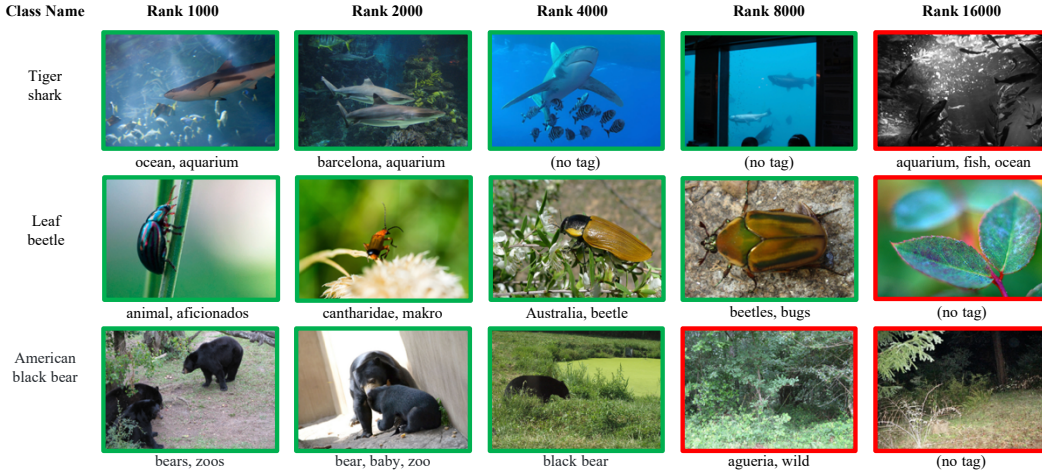 Class Name Rank 1000 Rank 2000 Rank 4000 Rank 8000 Rank 16000
Tiger
shark
ocean, aquarium barcelona, aquarium (no tag) (no tag) aquarium, fish, ocean
Leaf
beetle
animal, aficionados cantharidae, makro Australia, beetle beetles, bugs (no tag)
American
black bear
bears, zoos bear, baby, zoo black bear agueria, wild (no tag)